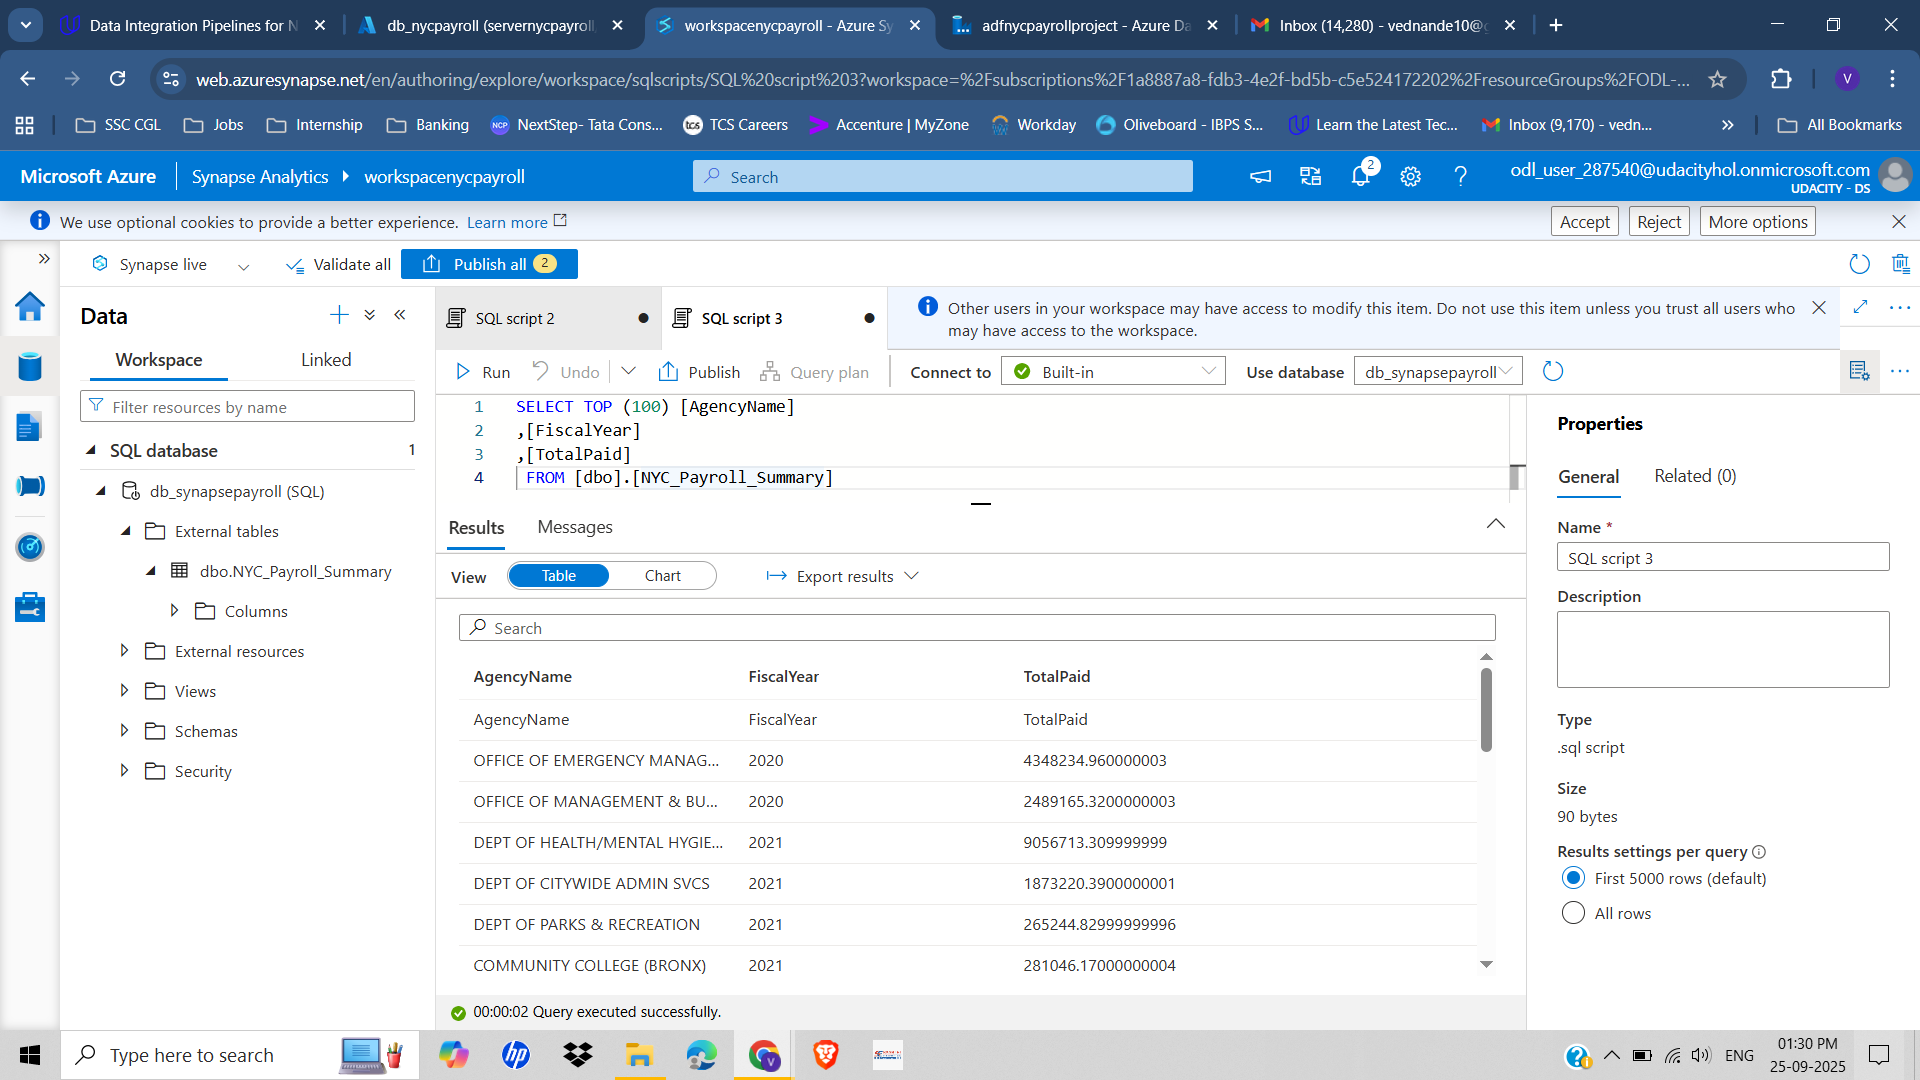 Data Integration Pipelines for N
db_nycpayroll (servernycpayroll
workspacenycpayroll - Azure Sy
adfnycpayrollproject - Azure Da
Inbox (14,280) - vednande10@g
web.azuresynapse.net/en/authoring/explore/workspace/sqlscripts/SQL%20script%203?workspace=%2Fsubscriptions%2F1a8887a8-fdb3-4e2f-bd5b-c5e524172202%2FresourceGroups%2FODL-...
V
SSC CGL
Jobs
Internship
Banking
NextStep- Tata Cons...
TCS Careers
Accenture | MyZone
Workday
Oliveboard - IBPS S...
Learn the Latest Tec...
Inbox (9,170) - vedn...
All Bookmarks
Microsoft Azure
Synapse Analytics
workspacenycpayroll
Search
2
odl_user_287540@udacityhol.onmicrosoft.com
UDACITY - DS
We use optional cookies to provide a better experience. Learn more
Accept
Reject
More options
Synapse live
Validate all
Publish all 2
Data
Workspace
Linked
Filter resources by name
SQL database 1
db_synapsepayroll (SQL)
External tables
dbo.NYC_Payroll_Summary
Columns
External resources
Views
Schemas
Security
SQL script 2
SQL script 3
Other users in your workspace may have access to modify this item. Do not use this item unless you trust all users who
may have access to the workspace.
Run
Undo
Publish
Query plan
Connect to
Built-in
Use database
db_synapsepayroll
1 SELECT TOP (100) [AgencyName]
2 ,[FiscalYear]
3 ,[TotalPaid]
4 FROM [dbo].[NYC_Payroll_Summary]
Results
Messages
View
Table
Chart
Export results
Search
AgencyName FiscalYear TotalPaid
AgencyName FiscalYear TotalPaid
OFFICE OF EMERGENCY MANAG... 2020 4348234.960000003
OFFICE OF MANAGEMENT & BU... 2020 2489165.3200000003
DEPT OF HEALTH/MENTAL HYGIE... 2021 9056713.309999999
DEPT OF CITYWIDE ADMIN SVCS 2021 1873220.3900000001
DEPT OF PARKS & RECREATION 2021 265244.82999999996
COMMUNITY COLLEGE (BRONX) 2021 281046.17000000004
00:00:02 Query executed successfully.
Properties
General
Related (0)
Name *
SQL script 3
Description
Type
.sql script
Size
90 bytes
Results settings per query
First 5000 rows (default)
All rows
Type here to search
ENG
01:30 PM
25-09-2025